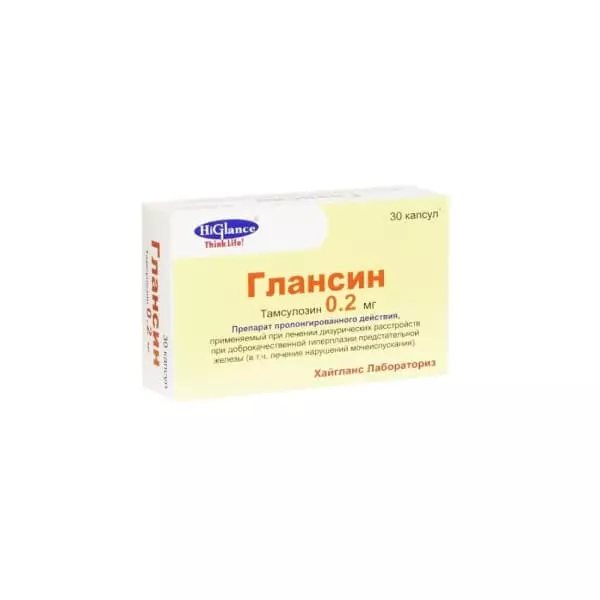 30 капсул
HiGlance
Think Life!
Глансин
Тамсулозин 0.2 мг
Препарат пролонгированного действия,
применяемый при лечении дизурических расстройств
при доброкачественной гиперплазии предстательной
железы (в т.ч. лечения нарушений мочеиспускания).
Хайгланс Лабораториз
Глансин
Тамсулозин 0.2 мг
30 капсул